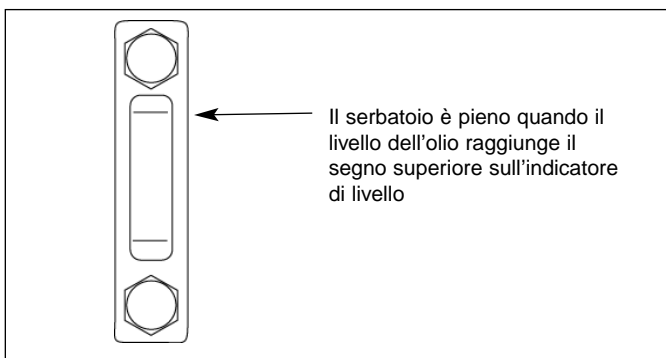 Il serbatoio è pieno quando il
livello dell'olio raggiunge il
segno superiore sull'indicatore
di livello